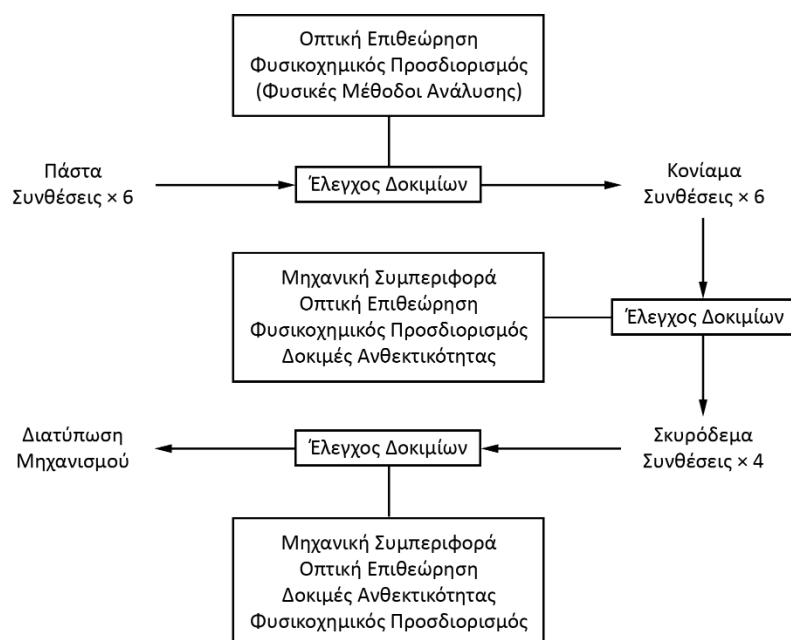 Οπτική Επιθεώρηση
Φυσικοχημικός Προσδιορισμός
(Φυσικές Μέθοδοι Ανάλυσης)
Πάστα
Συνθέσεις × 6
Έλεγχος Δοκιμίων
Κονίαμα
Συνθέσεις × 6
Μηχανική Συμπεριφορά
Οπτική Επιθεώρηση
Φυσικοχημικός Προσδιορισμός
Δοκιμές Ανθεκτικότητας
Έλεγχος Δοκιμίων
Διατύπωση
Μηχανισμού
Έλεγχος Δοκιμίων
Σκυρόδεμα
Συνθέσεις × 4
Μηχανική Συμπεριφορά
Οπτική Επιθεώρηση
Δοκιμές Ανθεκτικότητας
Φυσικοχημικός Προσδιορισμός